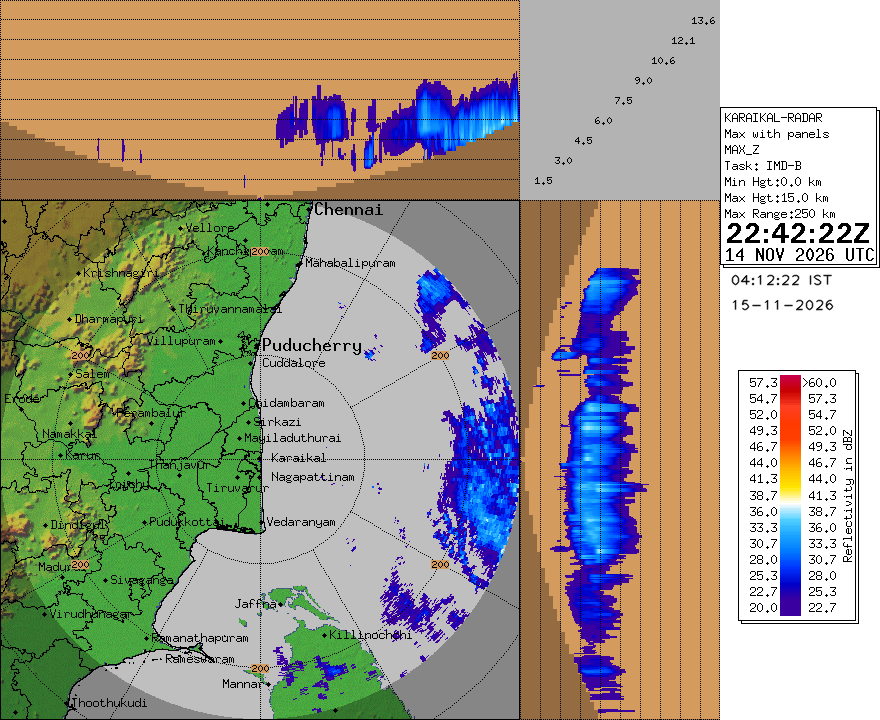 13.6
12.1
10.6
9.0
7.5
6.0
4.5
3.0
1.5
KARAIKAL-RADAR
Max with panels
MAX_Z
Task: IMD-B
Min Hgt:0.0 km
Max Hgt:15.0 km
Max Range:250 km
22:42:22Z
14 NOV 2026 UTC
04:12:22 IST
15-11-2026
Chennai
Vellore
200
Mahabalipuram
Krishnagiri
Thiruvannamalai
Dharmapuri
Villupuram
Puducherry
200
200
Cuddalore
Salem
Erode
Chidambaram
Perambalur
Sirkazi
Namakkal
Mayiladuthurai
Karur
Karaikal
Thanjavur
Nagapattinam
Tiruvarur
Dindigul
Pudukkottai
Vedaranyam
200
200
Sivaganga
Jaffna
Virudhunagar
Ramanathapuram
Killinochchi
Rameswaram
200
Mannar
Thoothukudi
57.3 >60.0
54.7 57.3
52.0 54.7
49.3 52.0
46.7 49.3
44.0 46.7
41.3 44.0
38.7 41.3
36.0 38.7
33.3 36.0
30.7 33.3
28.0 30.7
25.3 28.0
22.7 25.3
20.0 22.7
Reflectivity in dBZ